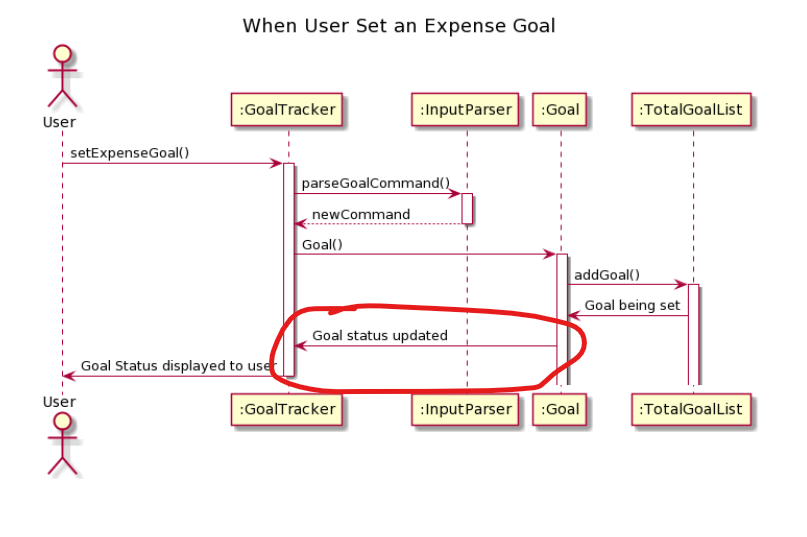 When User Set an Expense Goal
User
:GoalTracker
:InputParser
:Goal
:TotalGoalList
setExpenseGoal()
parseGoalCommand()
newCommand
Goal()
addGoal()
Goal being set
Goal status updated
Goal Status displayed to user
User
:GoalTracker
:InputParser
:Goal
:TotalGoalList